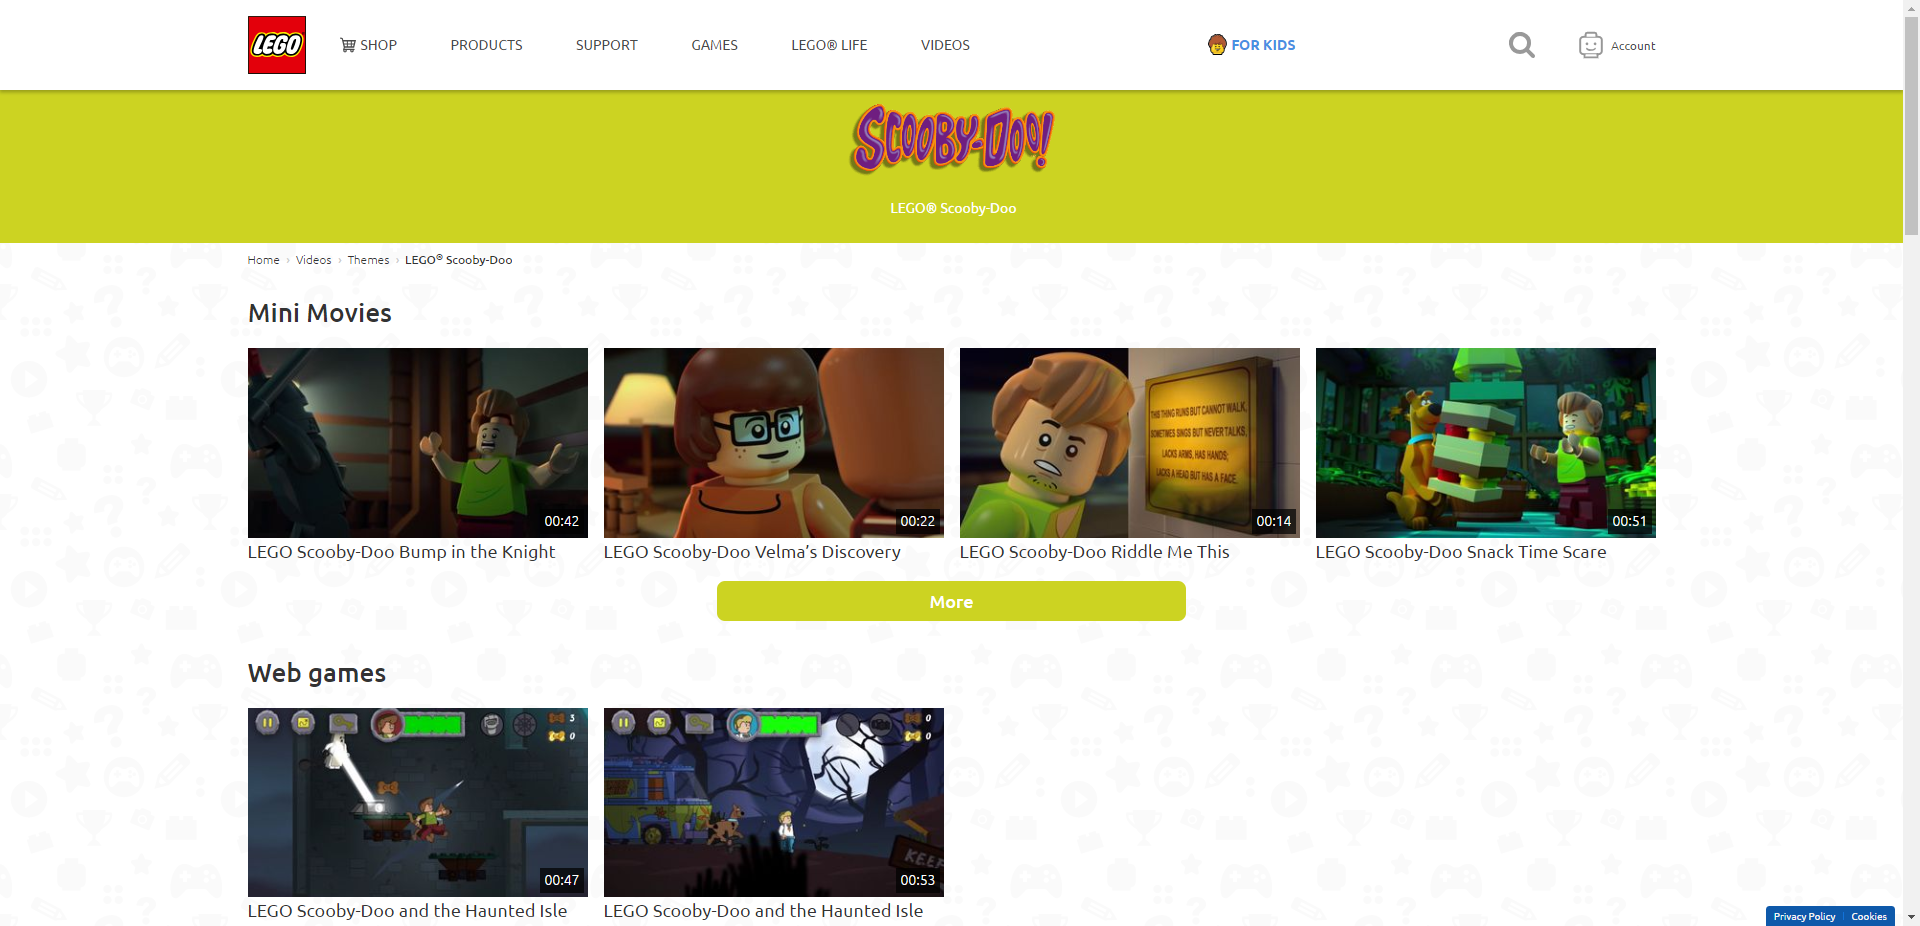 LEGO
SHOP
PRODUCTS
SUPPORT
GAMES
LEGO® LIFE
VIDEOS
FOR KIDS
Account
SCOOBY-DOO!
LEGO® Scooby-Doo
Home › Videos › Themes › LEGO® Scooby-Doo
Mini Movies
00:42
00:22
THIS THING RUNS BUT CANNOT WALK,
SOMETIMES SINGS BUT NEVER TALKS,
LACKS ARMS, HAS HANDS;
LACKS A HEAD BUT HAS A FACE.
00:14
00:51
LEGO Scooby-Doo Bump in the Knight
LEGO Scooby-Doo Velma’s Discovery
LEGO Scooby-Doo Riddle Me This
LEGO Scooby-Doo Snack Time Scare
More
Web games
3
0
00:47
0
0
KEEP
00:53
LEGO Scooby-Doo and the Haunted Isle
LEGO Scooby-Doo and the Haunted Isle
Privacy Policy
Cookies